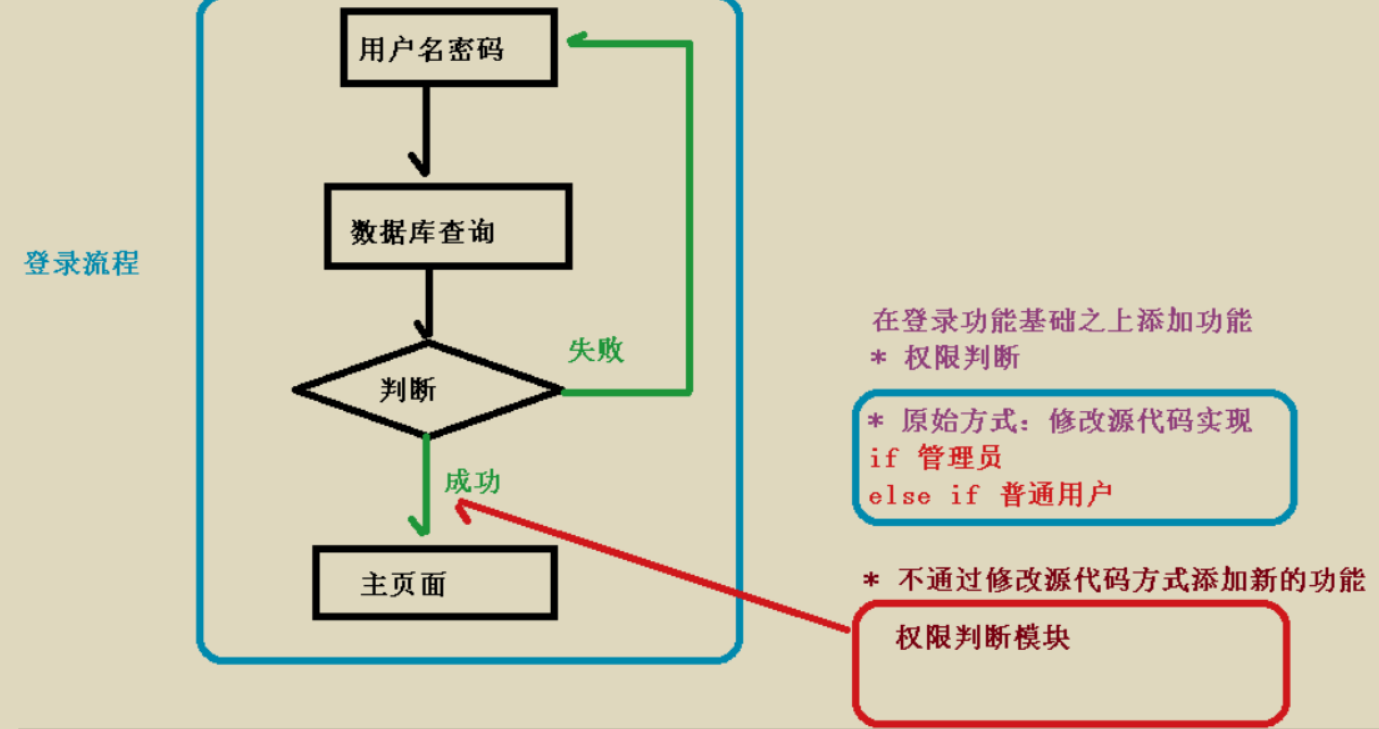 用户名密码
数据库查询
登录流程
失败
判断
成功
主页面
在登录功能基础之上添加功能
* 权限判断
* 原始方式：修改源代码实现
if 管理员
else if 普通用户
* 不通过修改源代码方式添加新的功能
权限判断模块